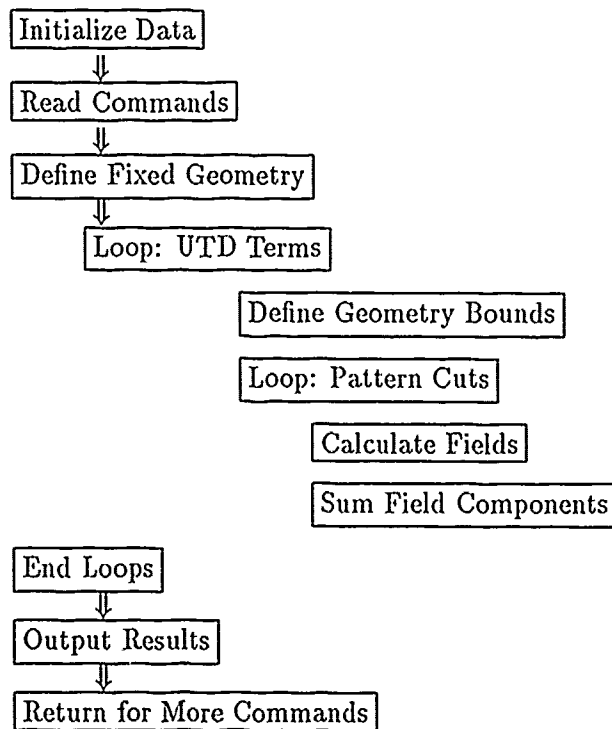 Initialize Data
Read Commands
Define Fixed Geometry
Loop: UTD Terms
Define Geometry Bounds
Loop: Pattern Cuts
Calculate Fields
Sum Field Components
End Loops
Output Results
Return for More Commands